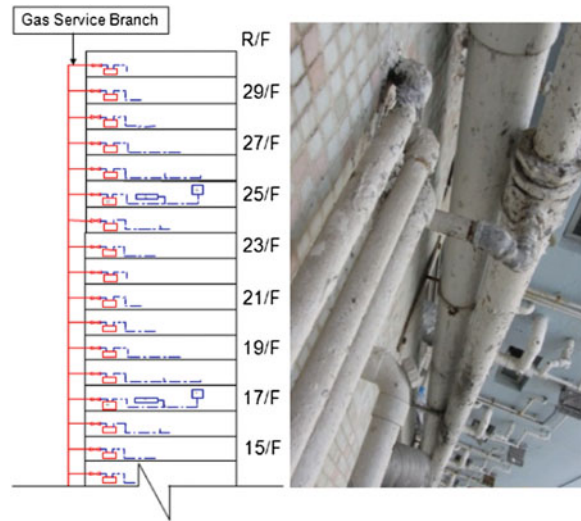 Gas Service Branch
R/F
29/F
27/F
25/F
23/F
21/F
19/F
17/F
15/F